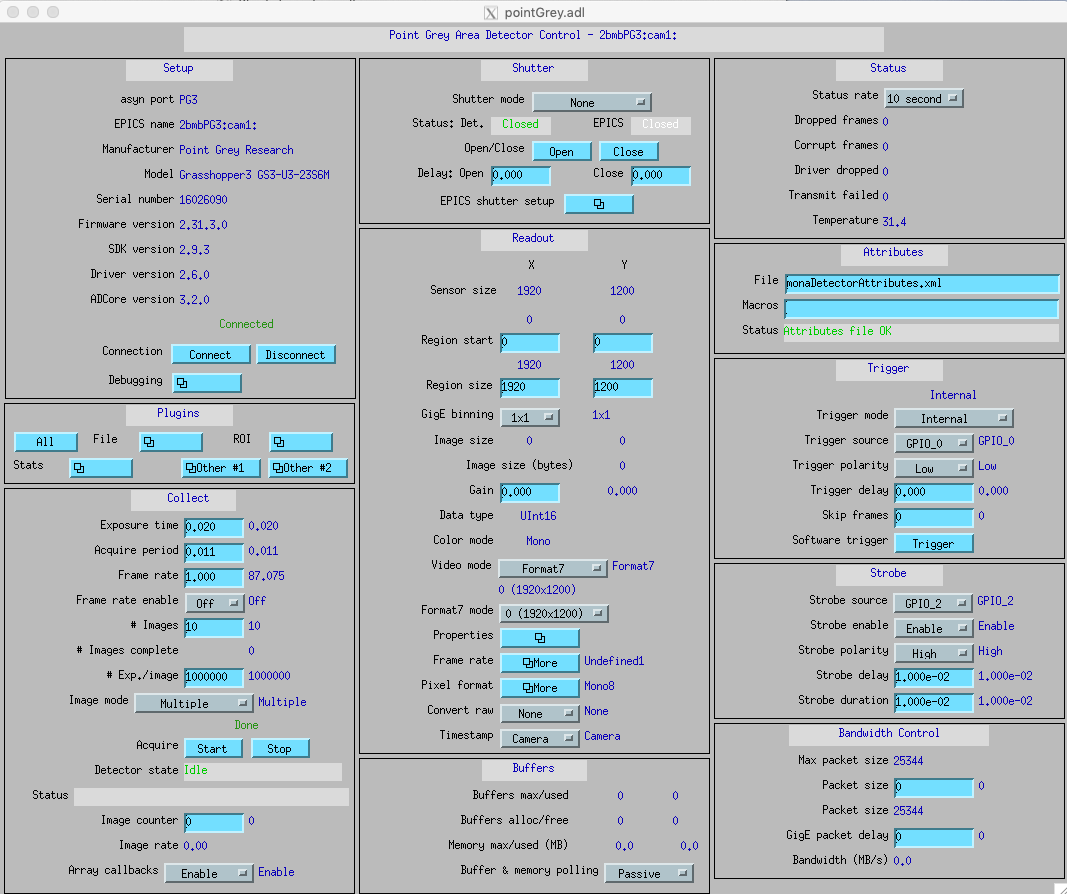 pointGrey.adl
Point Grey Area Detector Control - 2bmbPG3:cam1:
Setup
asyn port PG3
EPICS name 2bmbPG3:cam1:
Manufacturer Point Grey Research
Model Grasshopper3 GS3-U3-23S6M
Serial number 16026090
Firmware version 2.31.3.0
SDK version 2.9.3
Driver version 2.6.0
ADCore version 3.2.0
Connected
Connection Connect Disconnect
Debugging
Plugins
All File ROI
Stats Other #1 Other #2
Collect
Exposure time 0.020 0.020
Acquire period 0.011 0.011
Frame rate 1.000 87.075
Frame rate enable Off Off
# Images 10 10
# Images complete 0
# Exp./image 1000000 1000000
Image mode Multiple Multiple
Done
Acquire Start Stop
Detector state Idle
Status
Image counter 0 0
Image rate 0.00
Array callbacks Enable Enable
Shutter
Shutter mode None
Status: Det. Closed EPICS Closed
Open/Close Open Close
Delay: Open 0.000 Close 0.000
EPICS shutter setup
Readout
X Y
Sensor size 1920 1200
0 0
Region start 0 0
1920 1200
Region size 1920 1200
GigE binning 1x1 1x1
Image size 0 0
Image size (bytes) 0
Gain 0.000 0.000
Data type UInt16
Color mode Mono
Video mode Format7 Format7
0 (1920x1200)
Format7 mode 0 (1920x1200)
Properties
Frame rate More Undefined1
Pixel format More Mono8
Convert raw None None
Timestamp Camera Camera
Buffers
Buffers max/used 0 0
Buffers alloc/free 0 0
Memory max/used (MB) 0.0 0.0
Buffer & memory polling Passive
Status
Status rate 10 second
Dropped frames 0
Corrupt frames 0
Driver dropped 0
Transmit failed 0
Temperature 31.4
Attributes
File monaDetectorAttributes.xml
Macros
Status Attributes file OK
Trigger
Internal
Trigger mode Internal
Trigger source GPIO_0 GPIO_0
Trigger polarity Low Low
Trigger delay 0.000 0.000
Skip frames 0 0
Software trigger Trigger
Strobe
Strobe source GPIO_2 GPIO_2
Strobe enable Enable Enable
Strobe polarity High High
Strobe delay 1.000e-02 1.000e-02
Strobe duration 1.000e-02 1.000e-02
Bandwidth Control
Max packet size 25344
Packet size 0 0
Packet size 25344
GigE packet delay 0 0
Bandwidth (MB/s) 0.0